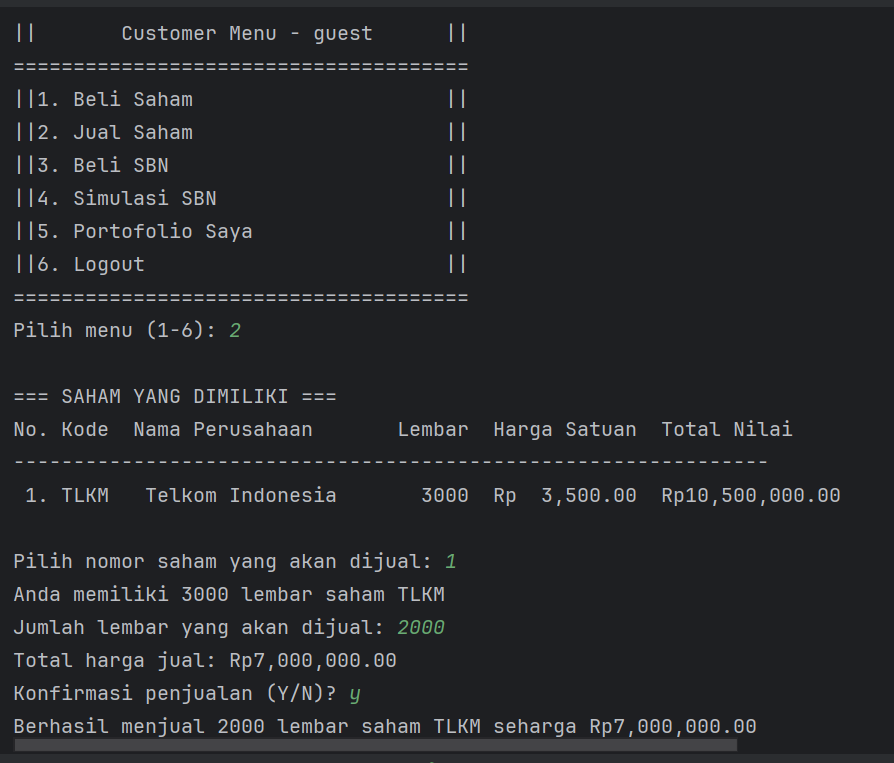 ||       Customer Menu - guest      ||
======================================
||1. Beli Saham                     ||
||2. Jual Saham                     ||
||3. Beli SBN                       ||
||4. Simulasi SBN                   ||
||5. Portofolio Saya                ||
||6. Logout                         ||
======================================
Pilih menu (1-6): 2
=== SAHAM YANG DIMILIKI ===
No. Kode  Nama Perusahaan       Lembar  Harga Satuan  Total Nilai
---------------------------------------------------------------
 1. TLKM   Telkom Indonesia       3000  Rp  3,500.00  Rp10,500,000.00
Pilih nomor saham yang akan dijual: 1
Anda memiliki 3000 lembar saham TLKM
Jumlah lembar yang akan dijual: 2000
Total harga jual: Rp7,000,000.00
Konfirmasi penjualan (Y/N)? y
Berhasil menjual 2000 lembar saham TLKM seharga Rp7,000,000.00